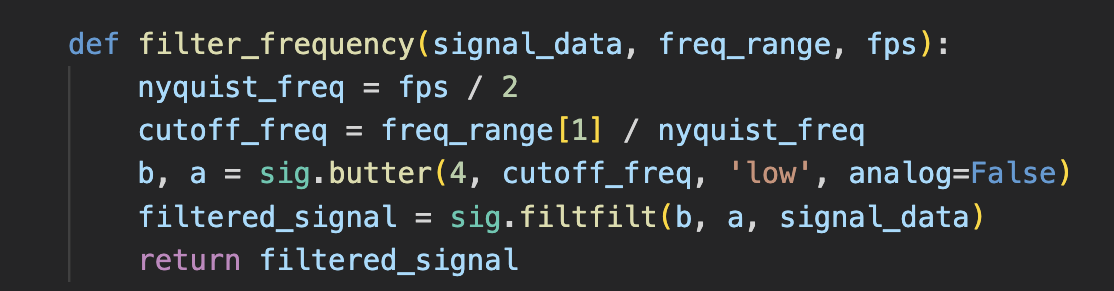 def filter_frequency(signal_data, freq_range, fps):
    nyquist_freq = fps / 2
    cutoff_freq = freq_range[1] / nyquist_freq
    b, a = sig.butter(4, cutoff_freq, 'low', analog=False)
    filtered_signal = sig.filtfilt(b, a, signal_data)
    return filtered_signal